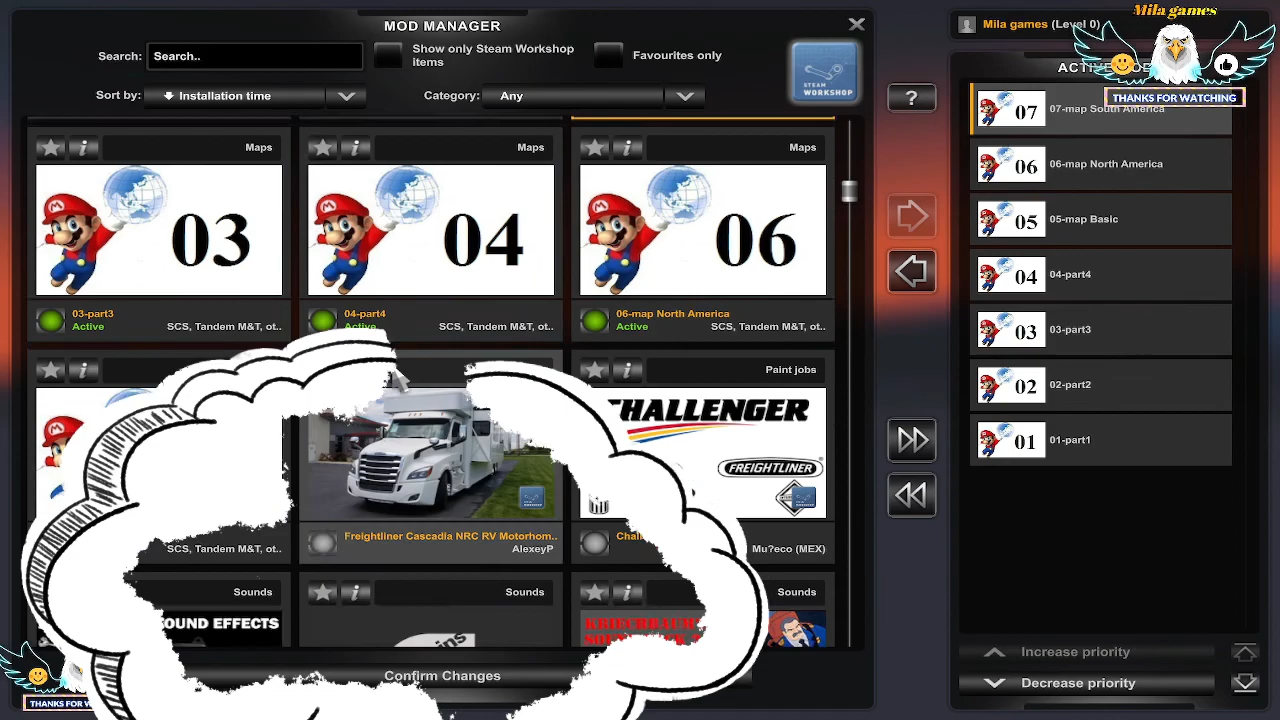 MOD MANAGER
Search:
Search..
Show only Steam Workshop
items
Favourites only
STEAM
WORKSHOP
Sort by:
Installation time
Category:
Any
Maps
03
03-part3
Active
SCS, Tandem M&T, ot..
Maps
04
04-part4
Active
SCS, Tandem M&T, ot..
Maps
06
06-map North America
Active
SCS, Tandem M&T, ot..
SCS, Tandem M&T, ot..
Freightliner Cascadia NRC RV Motorhom..
AlexeyP
Paint jobs
CHALLENGER
FREIGHTLINER
Chall
Mu?eco (MEX)
Sounds
SOUND EFFECTS
Sounds
Sounds
Confirm Changes
THANKS FOR W
?
Mila games
Mila games (Level 0)
THANKS FOR WATCHING
07
07-map South America
06
06-map North America
05
05-map Basic
04
04-part4
03
03-part3
02
02-part2
01
01-part1
Increase priority
Decrease priority